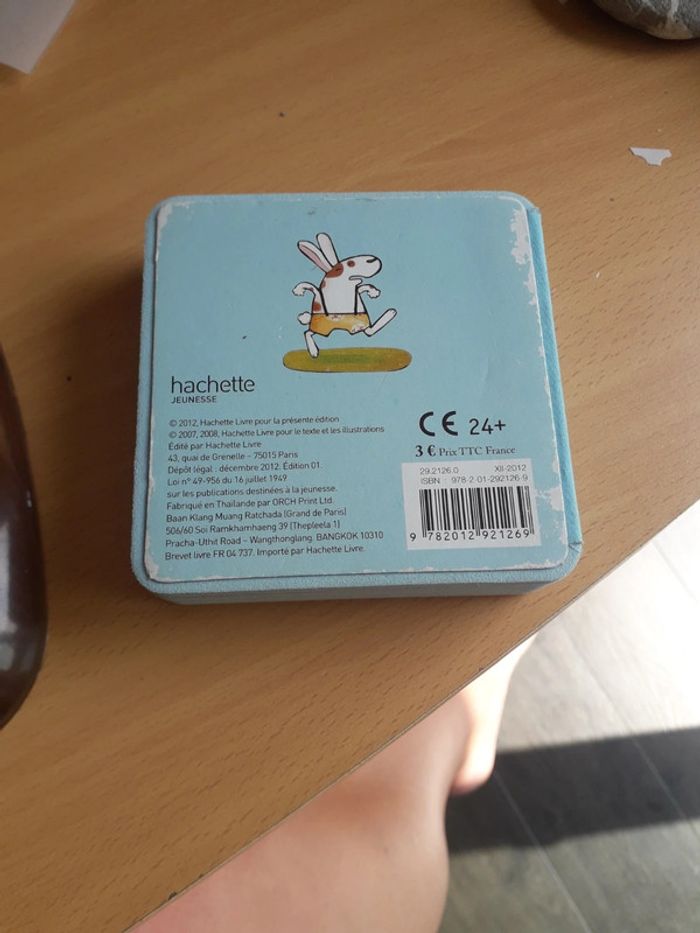 hachette
JEUNESSE
© 2012, Hachette Livre pour la présente édition
© 2007, 2008, Hachette Livre pour le texte et les illustrations
Édité par Hachette Livre
43, quai de Grenelle - 75015 Paris
Dépôt légal : décembre 2012. Édition 01.
Loi n° 49-956 du 16 juillet 1949
sur les publications destinées à la jeunesse.
Fabriqué en Thaïlande par ORCH Print Ltd.
Baan Klang Muang Ratchada (Grand de Paris)
506/60 Soi Ramkhamhaeng 39 (Thepleela 1)
Pracha-Uthit Road - Wangthonglang. BANGKOK 10310
Brevet livre FR 04 737. Importé par Hachette Livre.
CE 24+
3 € Prix TTC France
29.2126.0 XII-2012
ISBN : 978-2-01-292126-9
9 782012 921269